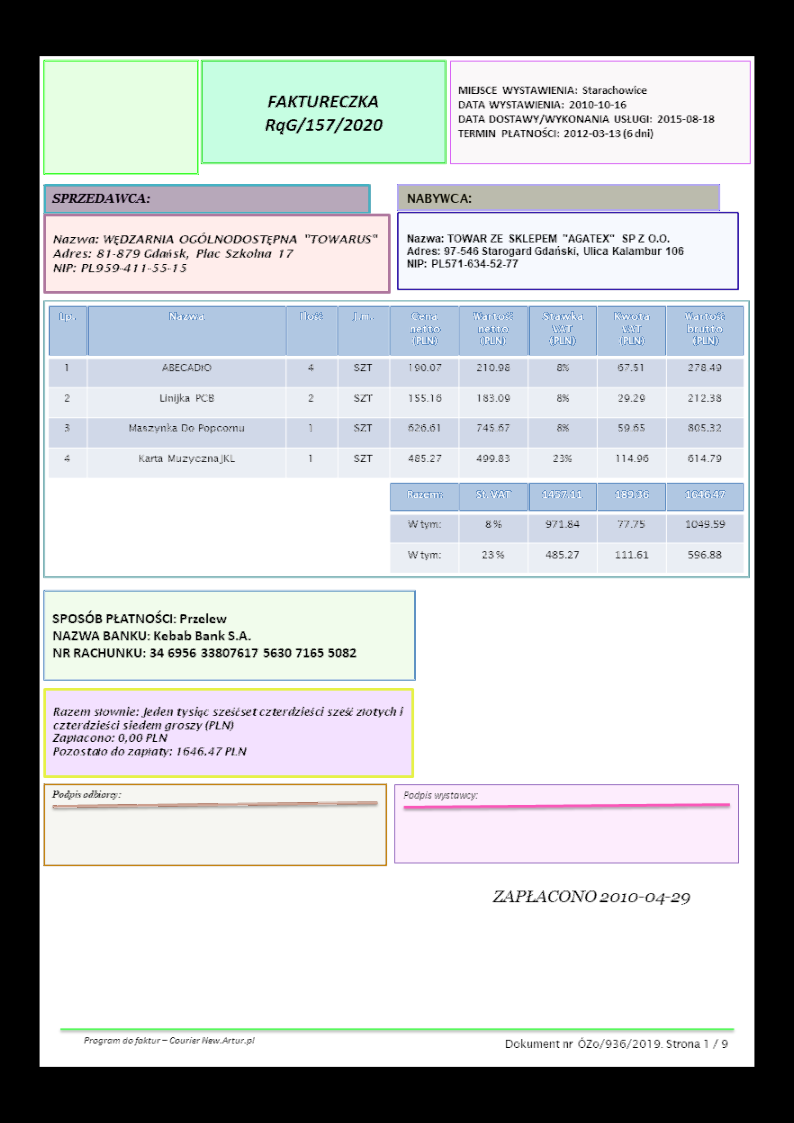 FAKTURECZKA
RqG/157/2020
MIEJSCE WYSTAWIENIA: Starachowice
DATA WYSTAWIENIA: 2010-10-16
DATA DOSTAWY/WYKONANIA USŁUGI: 2015-08-18
TERMIN PŁATNOŚCI: 2012-03-13 (6 dni)
SPRZEDAWCA:
Nazwa: WĘDZARNIA OGÓLNODOSTĘPNA "TOWARUS"
Adres: 81-879 Gdańsk, Plac Szkolna 17
NIP: PL959-411-55-15
NABYWCA:
Nazwa: TOWAR ZE SKLEPEM "AGATEX" SP Z O.O.
Adres: 97-546 Starogard Gdański, Ulica Kalambur 106
NIP: PL571-634-52-77
Lp. Nazwa Ilość J.m. Cena netto (PLN) Wartość netto (PLN) Stawka VAT (PLN) Kwota VAT (PLN) Wartość brutto (PLN)
1 ABECADłO 4 SZT 190.07 210.98 8% 67.51 278.49
2 Linijka PCB 2 SZT 155.16 183.09 8% 29.29 212.38
3 Maszynka Do Popcornu 1 SZT 626.61 745.67 8% 59.65 805.32
4 Karta MuzycznaJKL 1 SZT 485.27 499.83 23% 114.96 614.79
Razem: St. VAT 1457.11 189.36 1646.47
W tym: 8% 971.84 77.75 1049.59
W tym: 23% 485.27 111.61 596.88
SPOSÓB PŁATNOŚCI: Przelew
NAZWA BANKU: Kebab Bank S.A.
NR RACHUNKU: 34 6956 33807617 5630 7165 5082
Razem słownie: Jeden tysiąc sześćset czterdzieści sześć złotych i
czterdzieści siedem groszy (PLN)
Zapłacono: 0,00 PLN
Pozostało do zapłaty: 1646.47 PLN
Podpis odbiorcy:
Podpis wystawcy:
ZAPŁACONO 2010-04-29
Program do faktur – Courier New.Artur.pl
Dokument nr ÓZo/936/2019. Strona 1 / 9